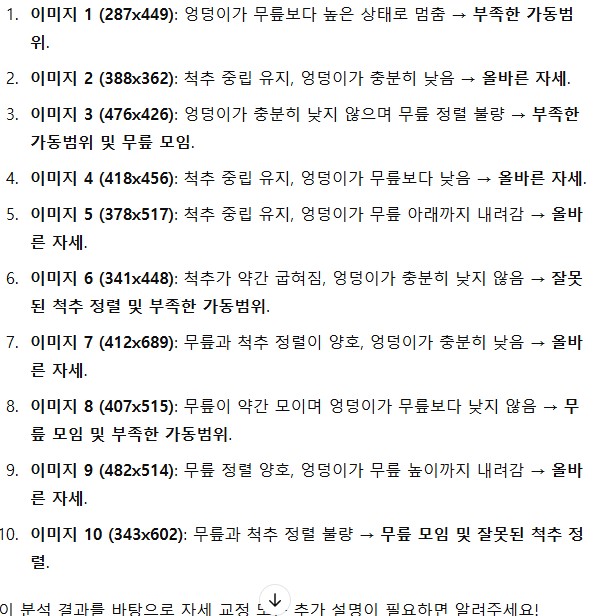 1. 이미지 1 (287x449): 엉덩이가 무릎보다 높은 상태로 멈춤 → 부족한 가동범
위.
2. 이미지 2 (388x362): 척추 중립 유지, 엉덩이가 충분히 낮음 → 올바른 자세.
3. 이미지 3 (476x426): 엉덩이가 충분히 낮지 않으며 무릎 정렬 불량 → 부족한
가동범위 및 무릎 모임.
4. 이미지 4 (418x456): 척추 중립 유지, 엉덩이가 무릎보다 낮음 → 올바른 자세.
5. 이미지 5 (378x517): 척추 중립 유지, 엉덩이가 무릎 아래까지 내려감 → 올바
른 자세.
6. 이미지 6 (341x448): 척추가 약간 굽혀짐, 엉덩이가 충분히 낮지 않음 → 잘못
된 척추 정렬 및 부족한 가동범위.
7. 이미지 7 (412x689): 무릎과 척추 정렬이 양호, 엉덩이가 충분히 낮음 → 올바
른 자세.
8. 이미지 8 (407x515): 무릎이 약간 모이며 엉덩이가 무릎보다 낮지 않음 → 무
릎 모임 및 부족한 가동범위.
9. 이미지 9 (482x514): 무릎 정렬 양호, 엉덩이가 무릎 높이까지 내려감 → 올바
른 자세.
10. 이미지 10 (343x602): 무릎과 척추 정렬 불량 → 무릎 모임 및 잘못된 척추 정
렬.
이 분석 결과를 바탕으로 자세 교정 추가 설명이 필요하면 알려주세요!